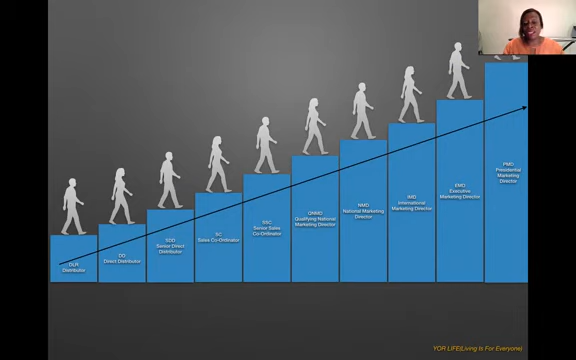 DLR
Distributor
DD
Direct Distributor
SDD
Senior Direct
Distributor
SC
Sales Co-Ordinator
SSC
Senior Sales
Co-Ordinator
QNMD
Qualifying National
Marketing Director
NMD
National Marketing
Director
IMD
International
Marketing Director
EMD
Executive
Marketing Director
PMD
Presidential
Marketing
Director
YOR LIFE(Living Is For Everyone)